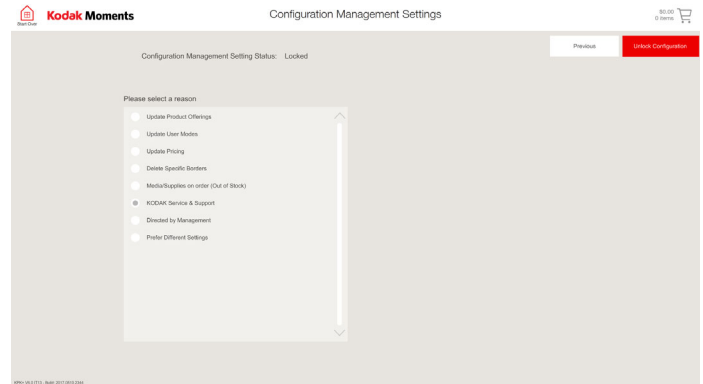 Start Over
Kodak Moments
Configuration Management Settings
$0.00
0 items
Previous
Unlock Configuration
Configuration Management Setting Status: Locked
Please select a reason
Update Product Offerings
Update User Modes
Update Pricing
Delete Specific Borders
Media/Supplies on order (Out of Stock)
KODAK Service & Support
Directed by Management
Prefer Different Settings